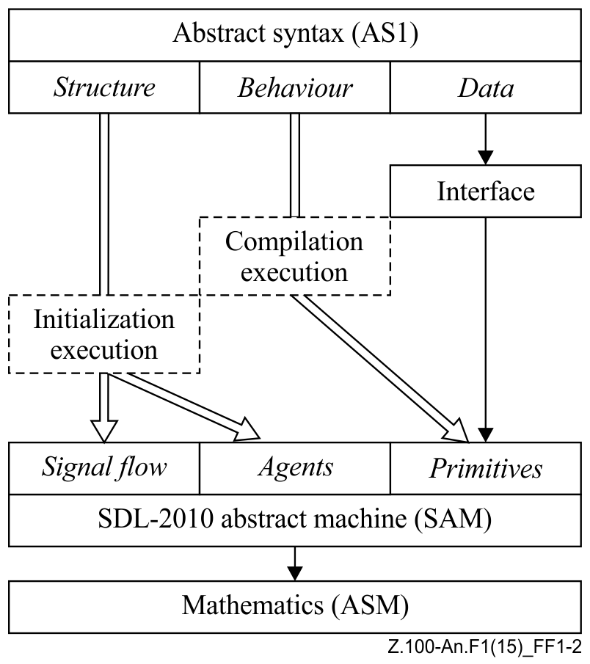 Abstract syntax (AS1)
Structure
Behaviour
Data
Interface
Compilation
execution
Initialization
execution
Signal flow
Agents
Primitives
SDL-2010 abstract machine (SAM)
Mathematics (ASM)
Z.100-An.F1(15)_FF1-2